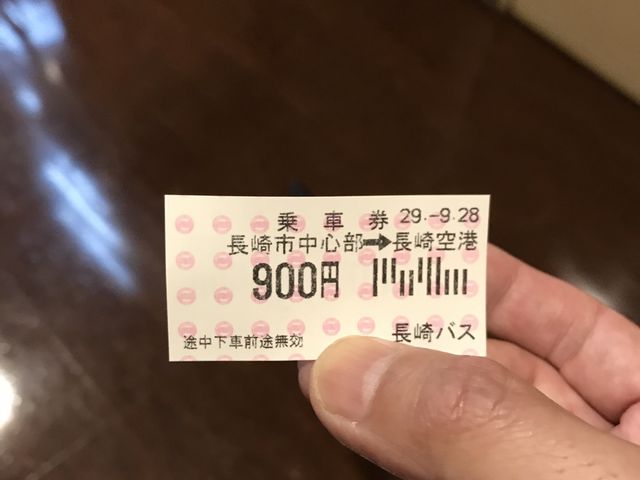 乗車券 29.-9.28
長崎市中心部➡長崎空港
900円
途中下車前途無効 長崎バス